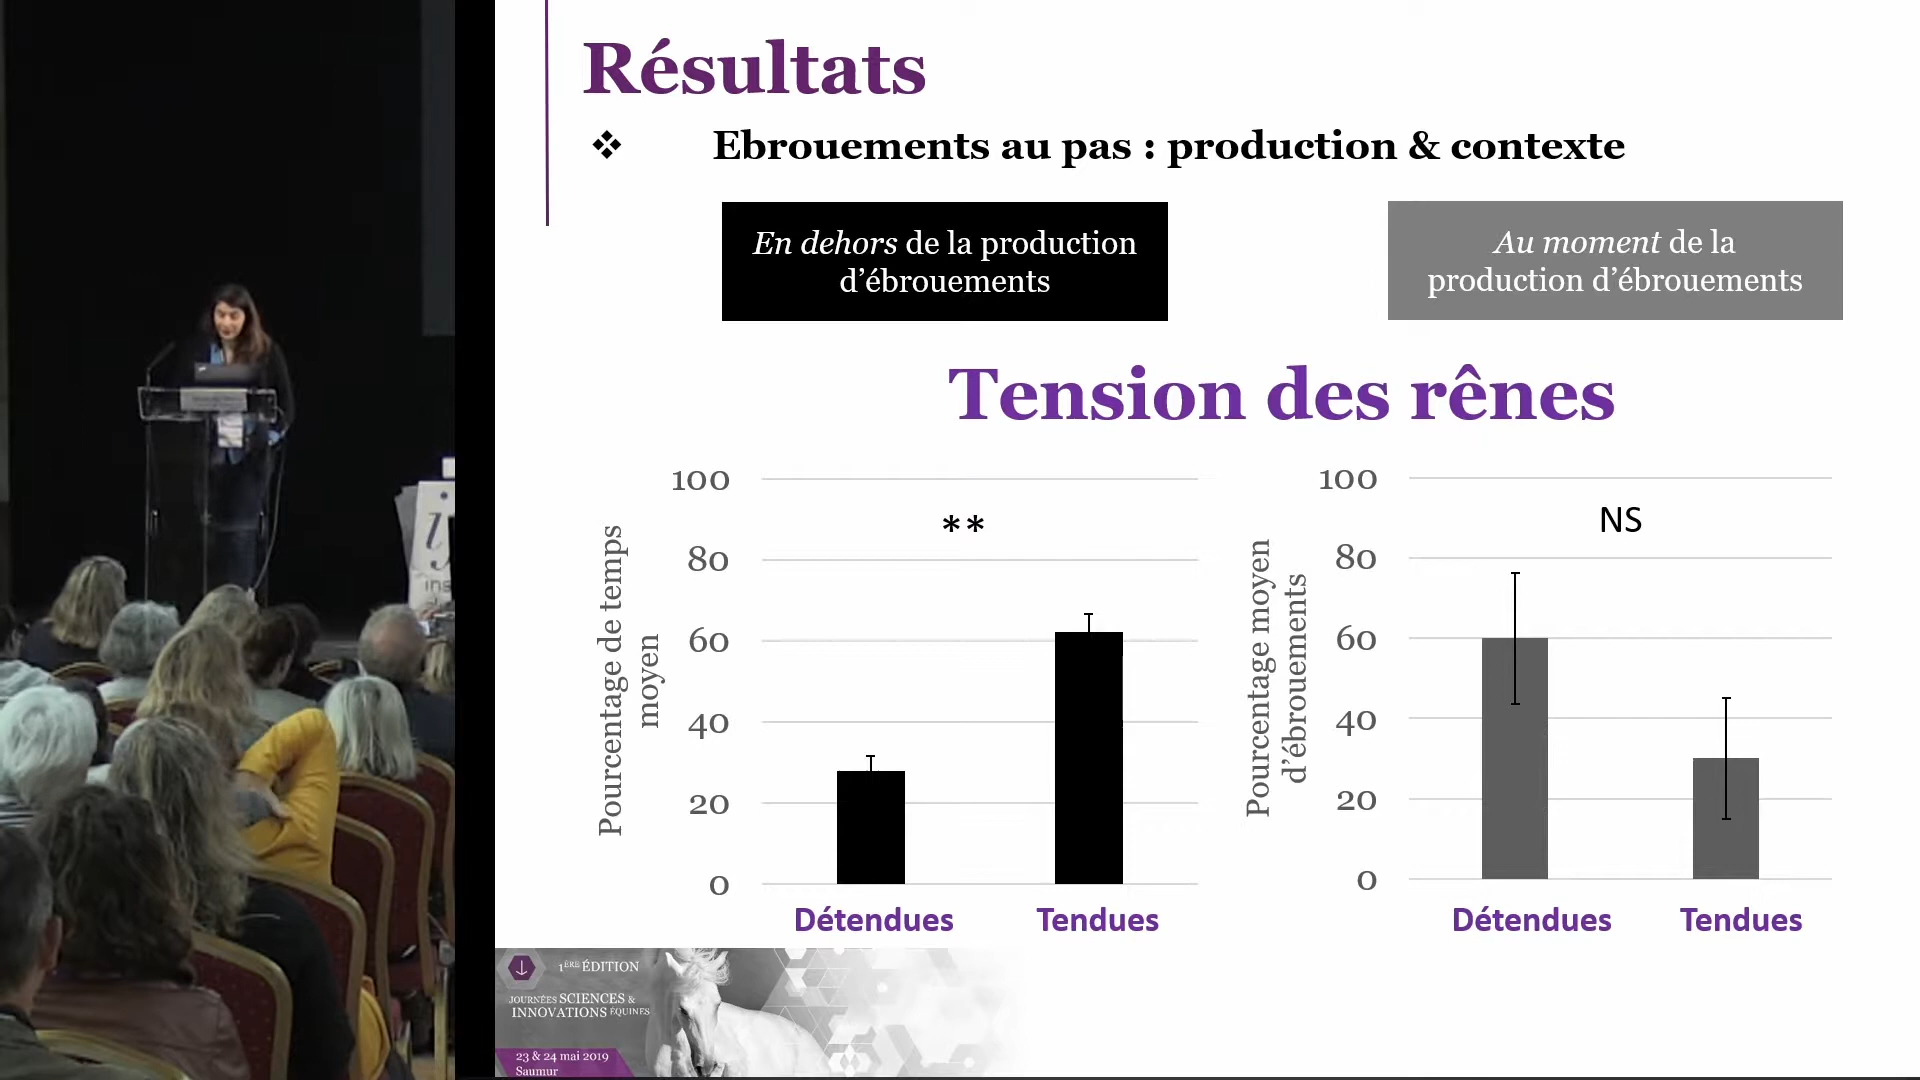 Résultats
❖ Ebrouements au pas : production & contexte
En dehors de la production
d’ébrouements
Au moment de la
production d’ébrouements
Tension des rênes
Pourcentage de temps
moyen
100
80
60
40
20
0
**
Détendues
Tendues
Pourcentage moyen
d’ébrouements
100
80
60
40
20
0
NS
Détendues
Tendues
1ÈRE ÉDITION
JOURNÉES SCIENCES &
INNOVATIONS ÉQUINES
23 & 24 mai 2019
Saumur
ins